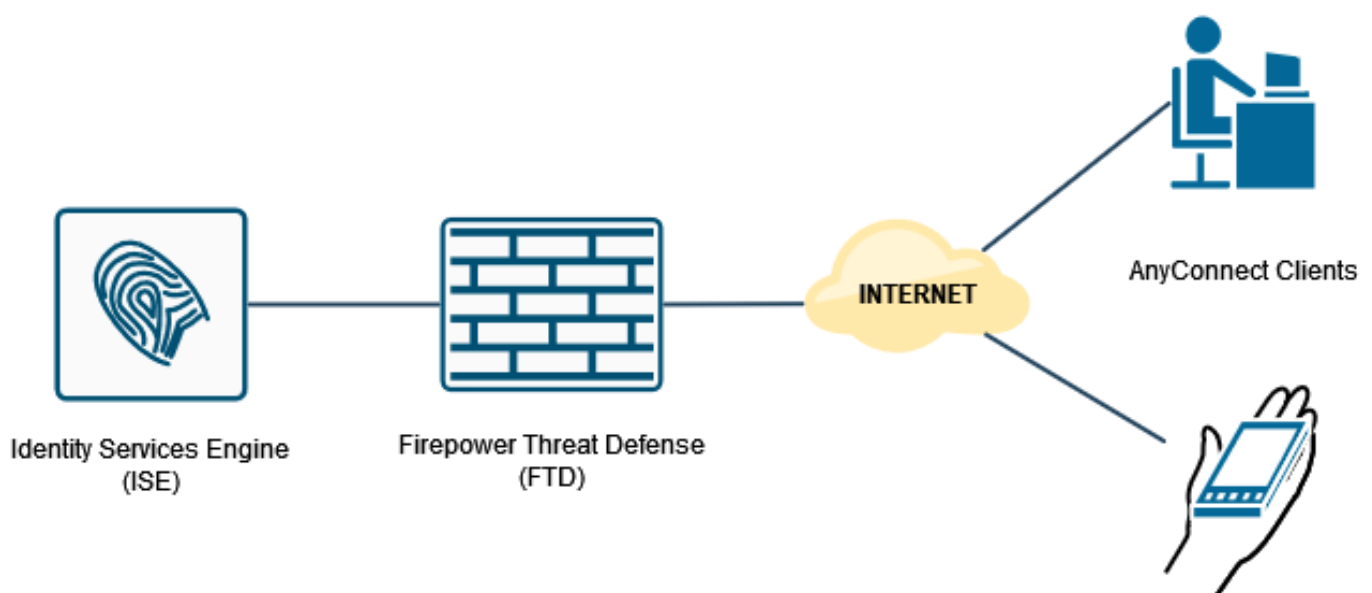 AnyConnect Clients
INTERNET
Identity Services Engine
(ISE)
Firepower Threat Defense
(FTD)